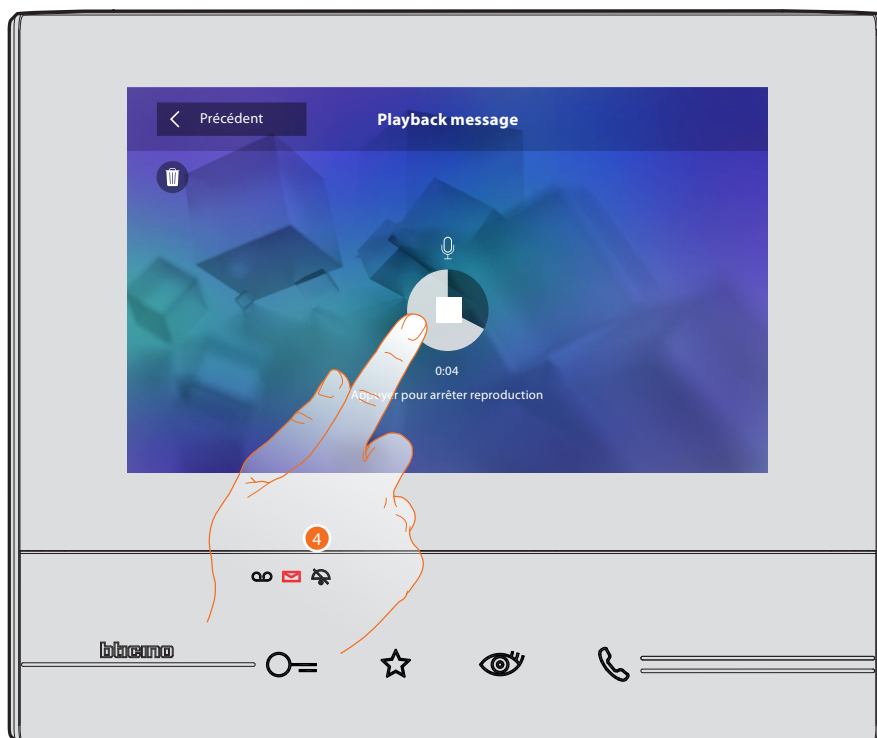 Précédent
Playback message
0:04
Appuyer pour arrêter reproduction
4
bticino